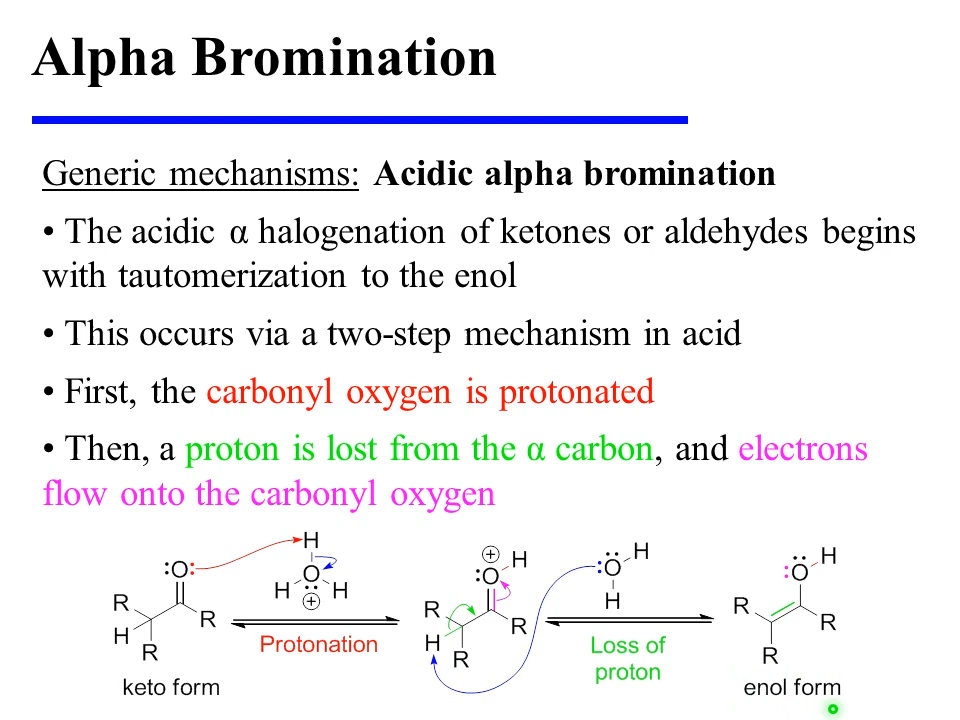 Alpha Bromination
Generic mechanisms: Acidic alpha bromination
• The acidic α halogenation of ketones or aldehydes begins
with tautomerization to the enol
• This occurs via a two-step mechanism in acid
• First, the carbonyl oxygen is protonated
• Then, a proton is lost from the α carbon, and electrons
flow onto the carbonyl oxygen
O
R
H
R
R
H
O
H
H
+
Protonation
+
H
O
R
H
R
R
H
O
H
Loss of
proton
H
O
R
R
R
keto form
enol form